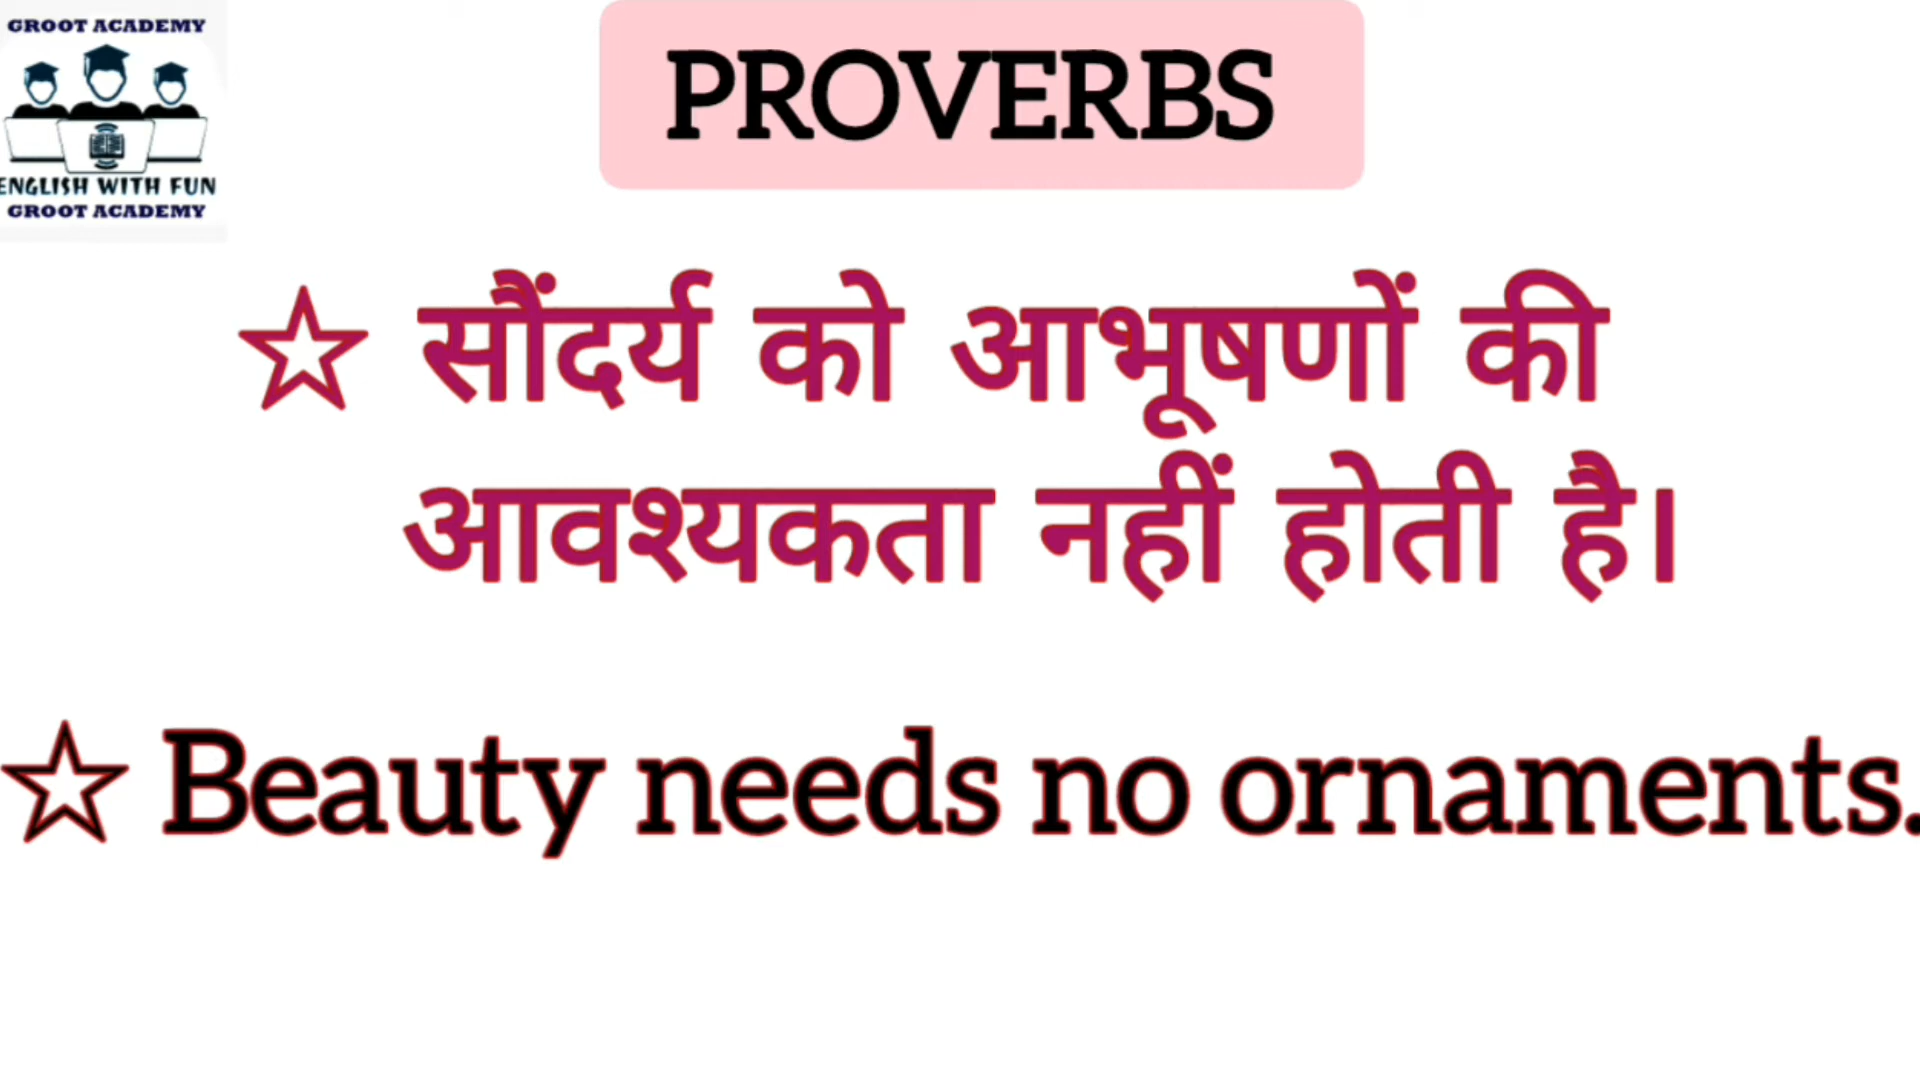 GROOT ACADEMY
ENGLISH WITH FUN
GROOT ACADEMY
PROVERBS
☆ सौंदर्य को आभूषणों की
आवश्यकता नहीं होती है।
☆ Beauty needs no ornaments.